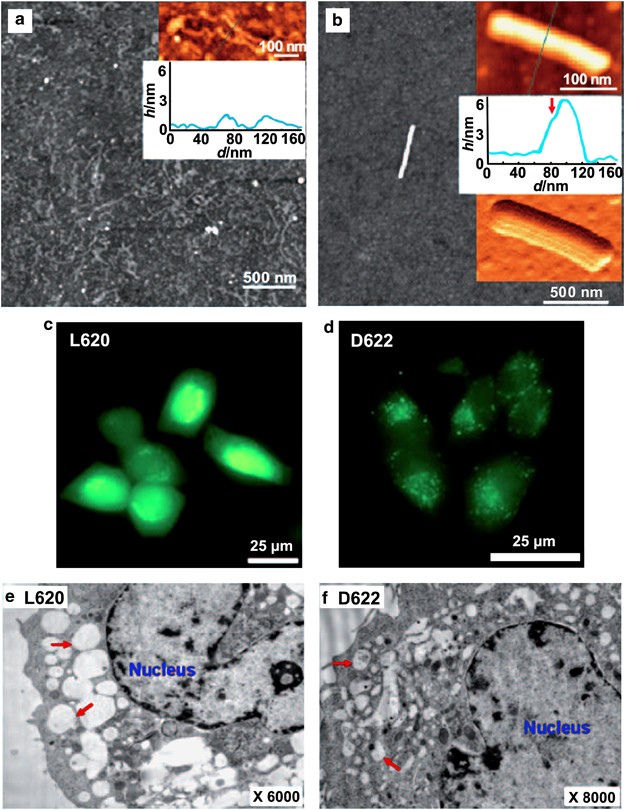 a
100 nm
6
3
0
h/nm
0 40 80 120 160
d/nm
500 nm
b
100 nm
6
3
0
h/nm
0 40 80 120 160
d/nm
500 nm
c
L620
25 µm
d
D622
25 µm
e L620
Nucleus
X 6000
f D622
Nucleus
X 8000